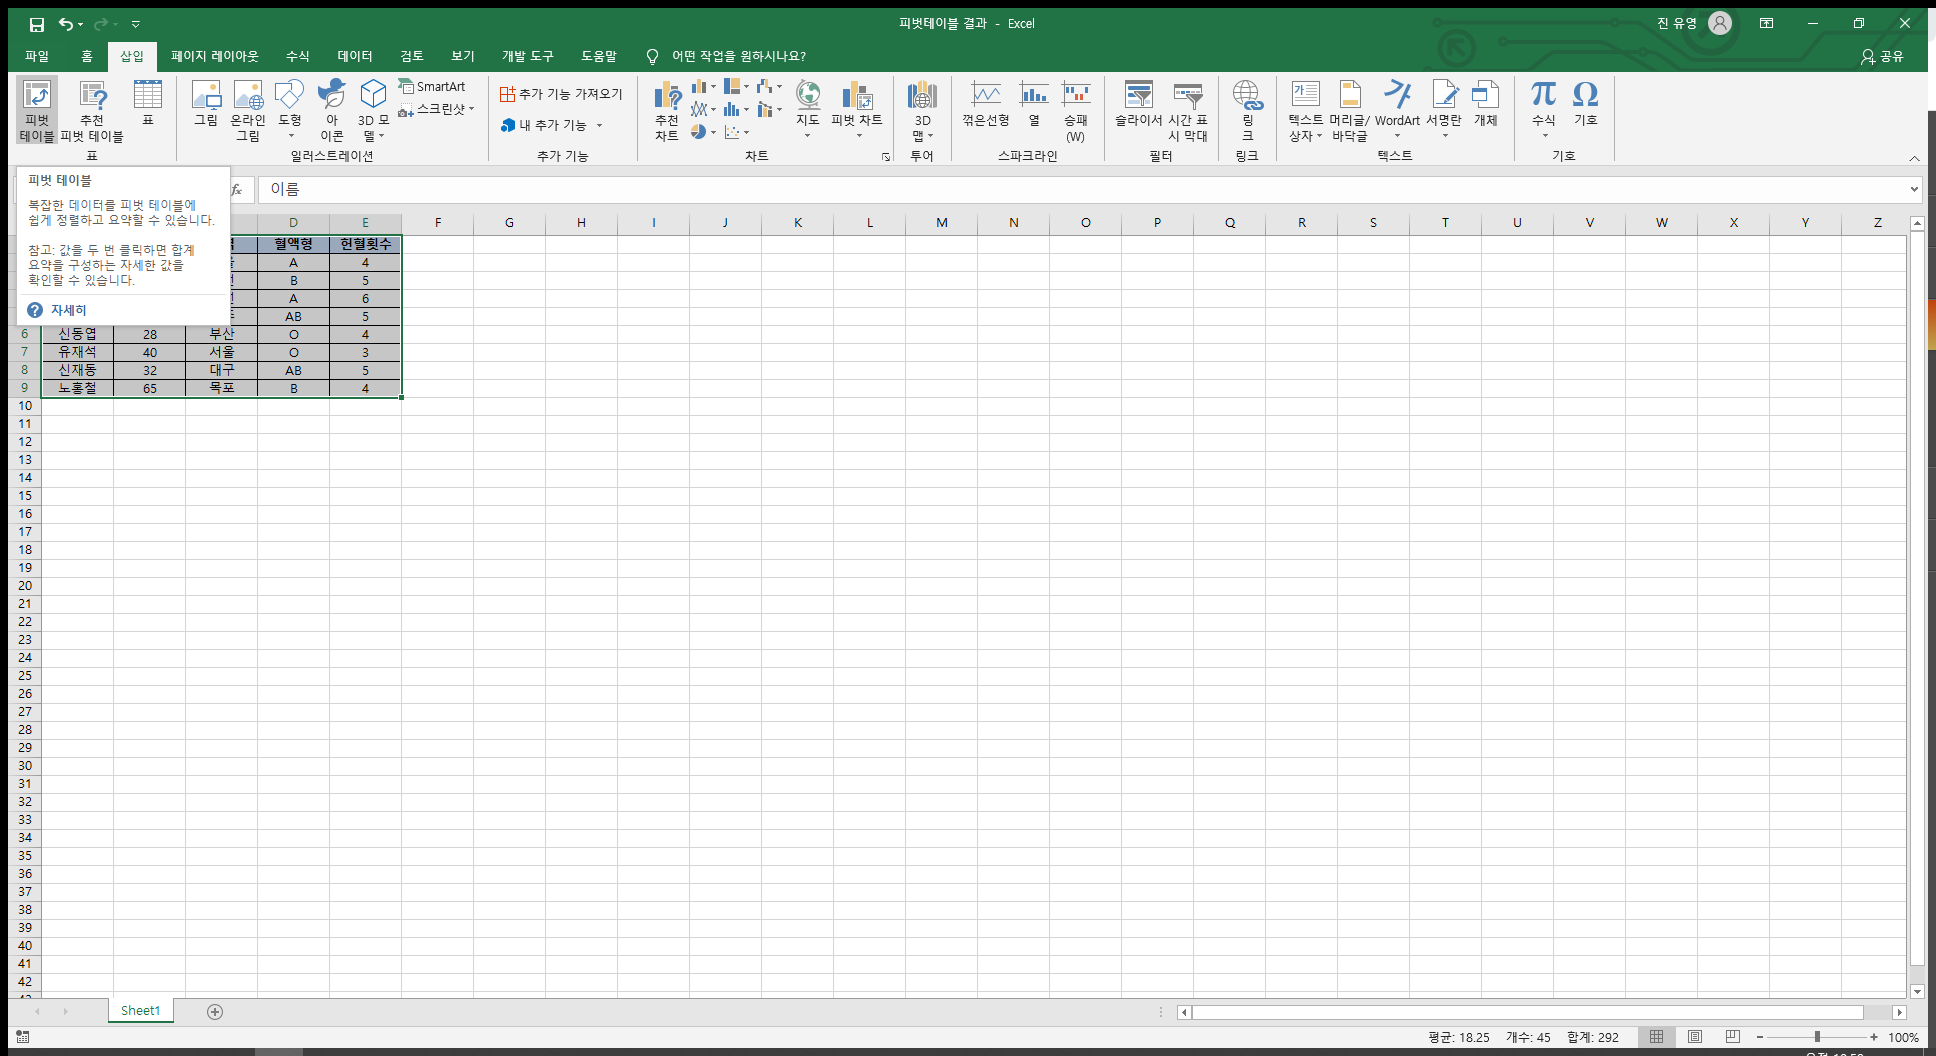 피벗테이블 결과 - Excel
진 유영
파일 홈 삽입 페이지 레이아웃 수식 데이터 검토 보기 개발 도구 도움말 어떤 작업을 원하시나요? 공유
피벗
테이블
추천
피벗 테이블
표
표
그림
온라인
그림
도형
아
이콘
3D 모
델
SmartArt
스크린샷
일러스트레이션
추가 기능 가져오기
내 추가 기능
추가 기능
추천
차트
지도
피벗 차트
차트
3D
맵
투어
꺾은선형
열
승패
(W)
스파크라인
슬라이서
시간 표
시 막대
필터
링
크
링크
텍스트
상자
머리글/
바닥글
WordArt
서명란
개체
텍스트
수식
기호
기호
피벗 테이블
복잡한 데이터를 피벗 테이블에
쉽게 정렬하고 요약할 수 있습니다.
참고: 값을 두 번 클릭하면 합계
요약을 구성하는 자세한 값을
확인할 수 있습니다.
자세히
fx 이름
D E F G H I J K L M N O P Q R S T U V W X Y Z
혈액형 헌혈횟수
A 4
B 5
A 6
AB 5
6 신동엽 28 부산 O 4
7 유재석 40 서울 O 3
8 신재동 32 대구 AB 5
9 노홍철 65 목포 B 4
10
11
12
13
14
15
16
17
18
19
20
21
22
23
24
25
26
27
28
29
30
31
32
33
34
35
36
37
38
39
40
41
42
Sheet1
평균: 18.25 개수: 45 합계: 292 100%